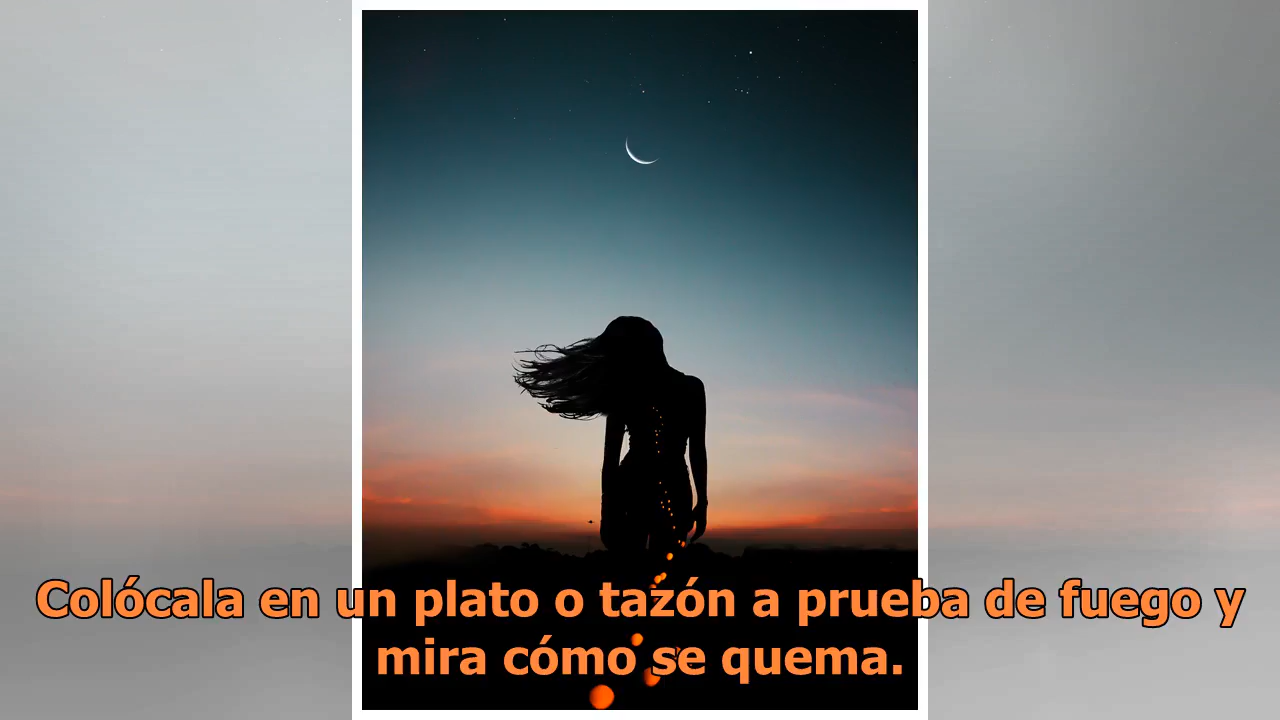 Colócala en un plato o tazón a prueba de fuego y
mira cómo se quema.